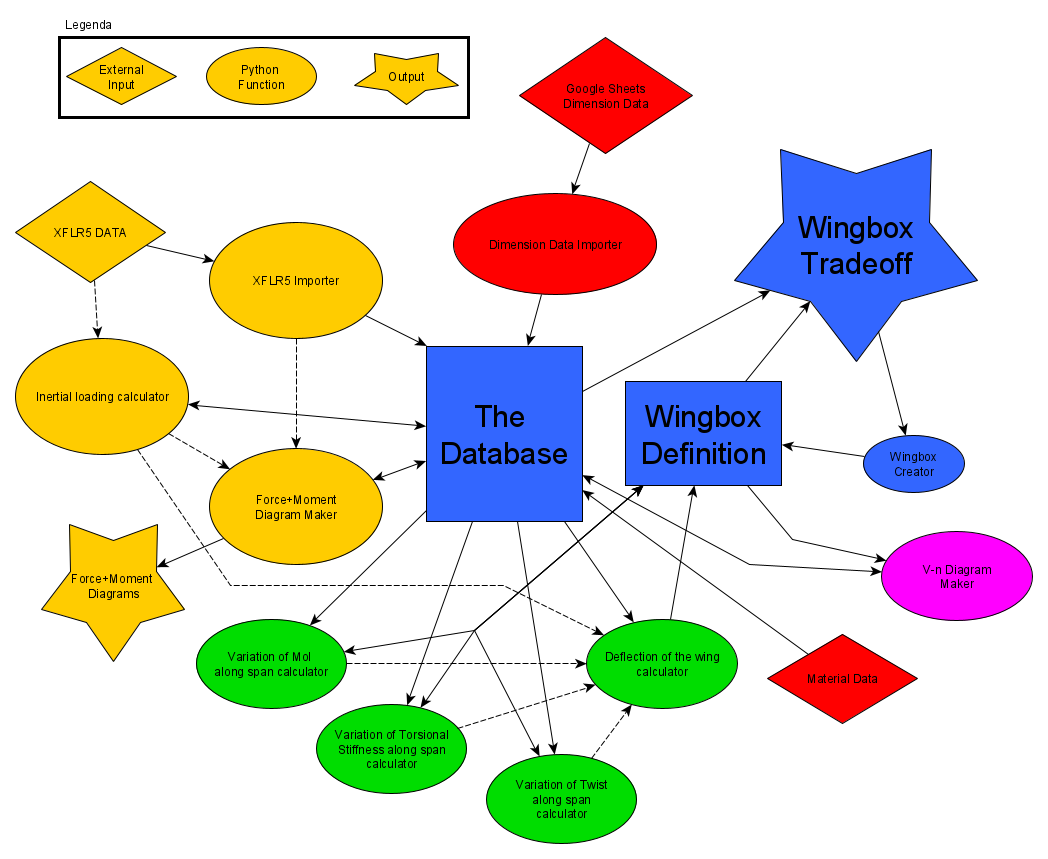 Legenda
External
Input
Python
Function
Output
Google Sheets
Dimension Data
XFLR5 DATA
XFLR5 Importer
Dimension Data Importer
Wingbox
Tradeoff
Inertial loading calculator
The
Database
Wingbox
Definition
Wingbox
Creator
Force+Moment
Diagram Maker
Force+Moment
Diagrams
V-n Diagram
Maker
Variation of MoI
along span calculator
Deflection of the wing
calculator
Material Data
Variation of Torsional
Stiffness along span
calculator
Variation of Twist
along span
calculator